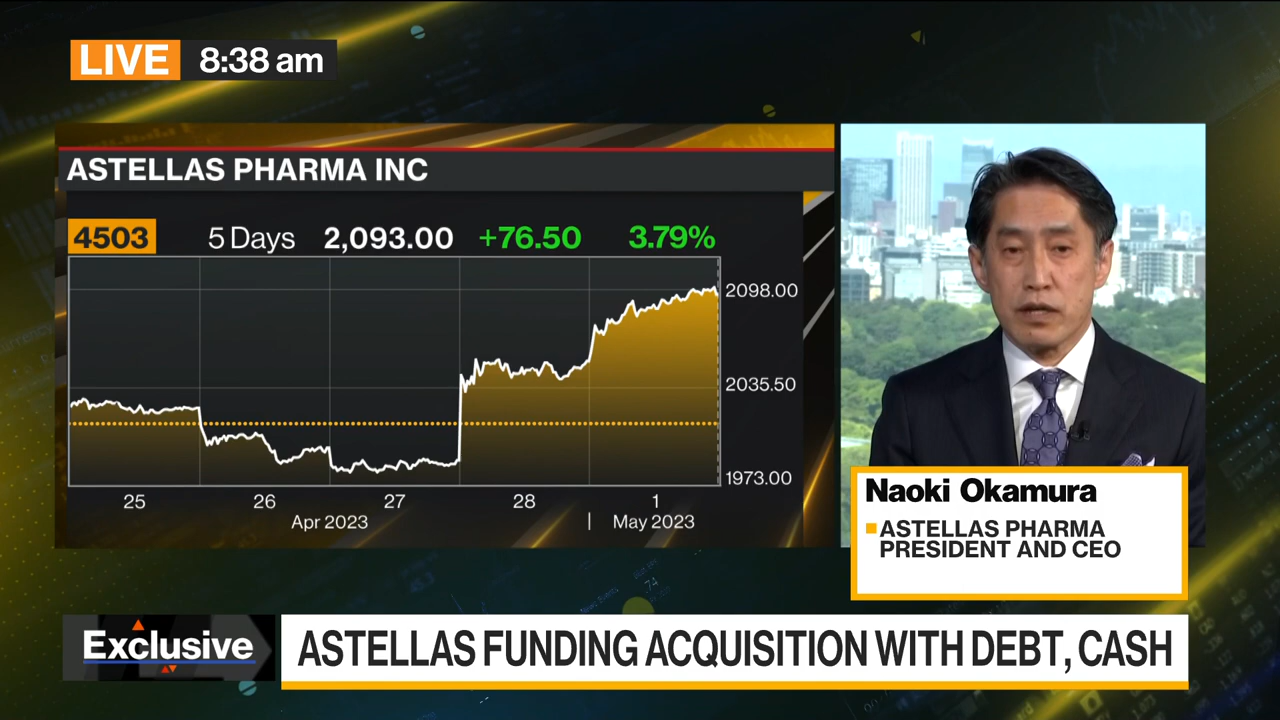 LIVE 8:38 am
ASTELLAS PHARMA INC
4503 5 Days 2,093.00 +76.50 3.79%
2098.00
2035.50
1973.00
25 26 27 28 1
Apr 2023 | May 2023
Naoki Okamura
ASTELLAS PHARMA
PRESIDENT AND CEO
Exclusive
ASTELLAS FUNDING ACQUISITION WITH DEBT, CASH